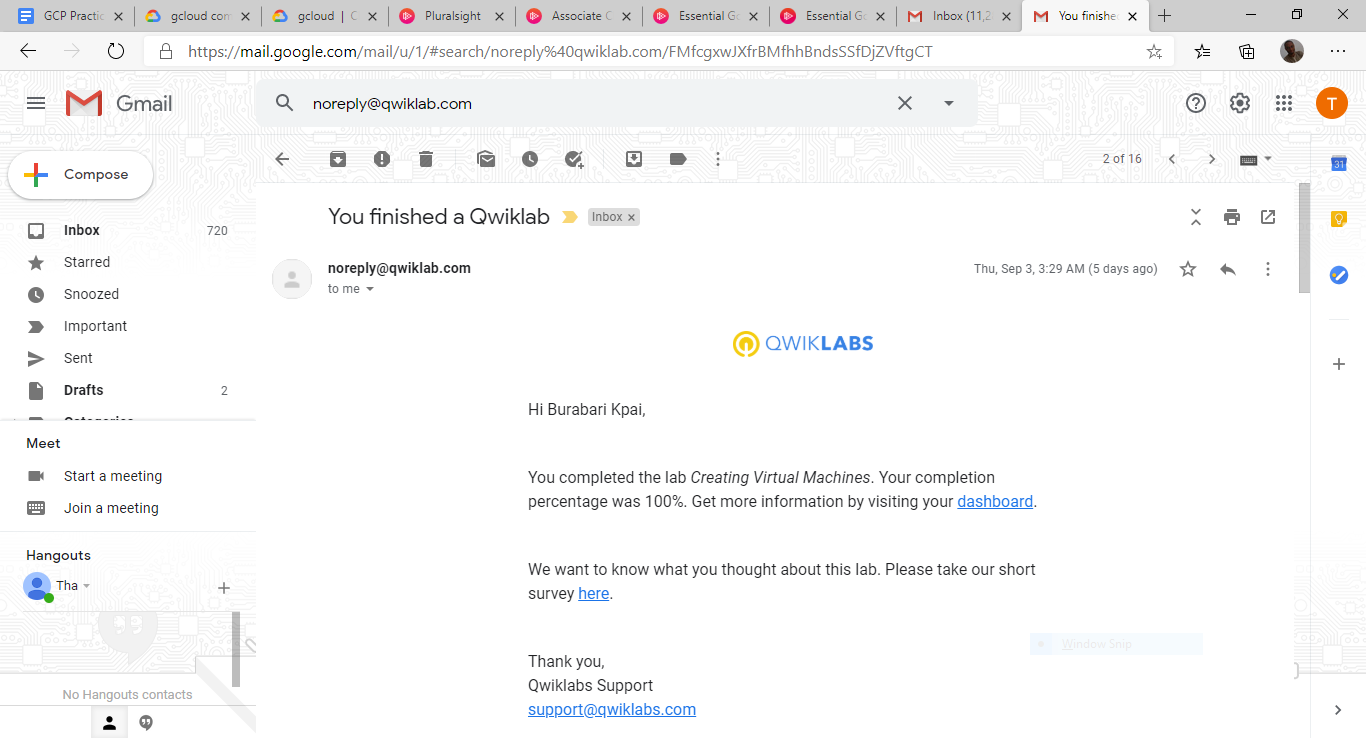 GCP Practic
gcloud com
gcloud | C
Pluralsight
Associate C
Essential Go
Essential Go
Inbox (11,2
You finishe
https://mail.google.com/mail/u/1/#search/noreply%40qwiklab.com/FMfcgxwJXfrBMfhhBndsSSfDjZVftgCT
Gmail
noreply@qwiklab.com
T
Compose
2 of 16
31
You finished a Qwiklab
Inbox x
Inbox 720
Starred
Snoozed
Important
Sent
Drafts 2
Categories
noreply@qwiklab.com
Thu, Sep 3, 3:29 AM (5 days ago)
to me
QWIKLABS
Hi Burabari Kpai,
You completed the lab Creating Virtual Machines. Your completion
percentage was 100%. Get more information by visiting your dashboard.
We want to know what you thought about this lab. Please take our short
survey here.
Thank you,
Qwiklabs Support
support@qwiklabs.com
Window Snip
Meet
Start a meeting
Join a meeting
Hangouts
Tha
No Hangouts contacts